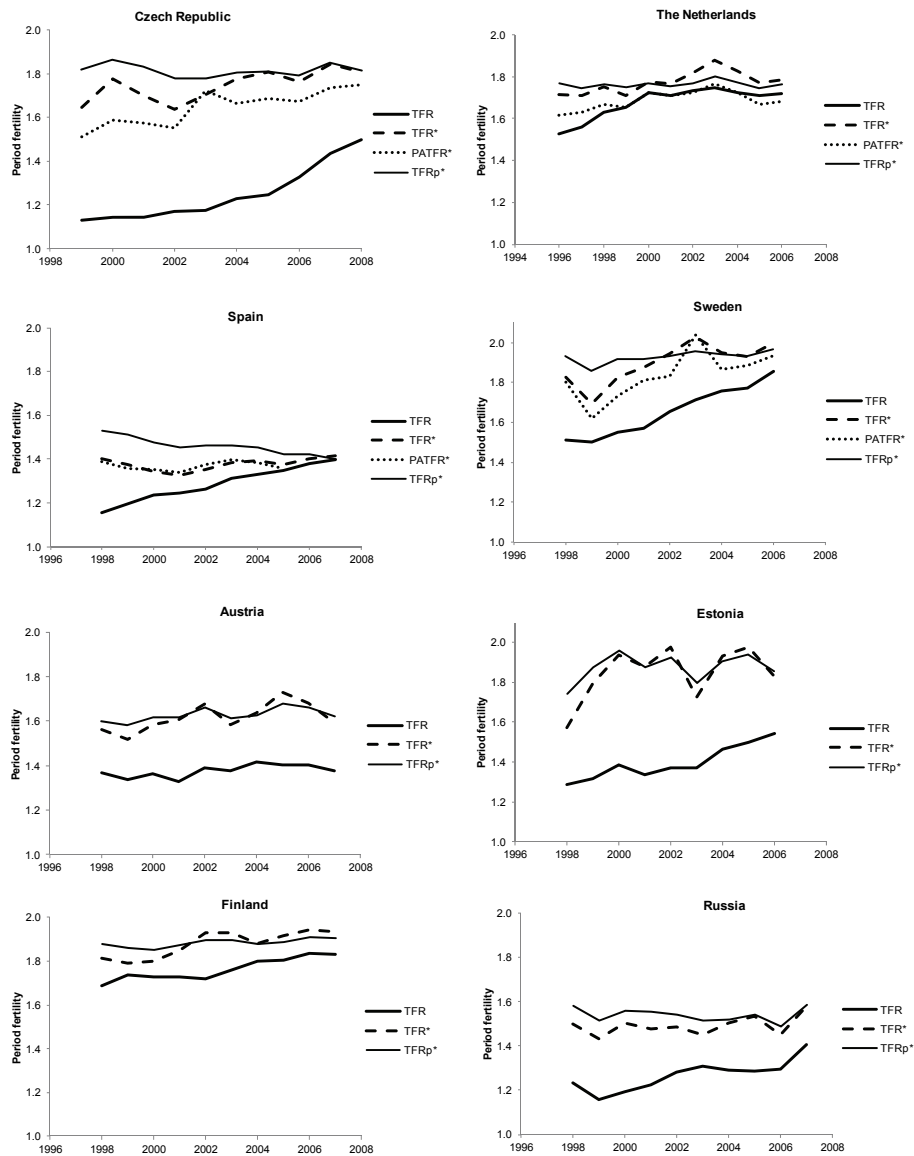 Czech Republic
Period fertility
2.0
1.8
1.6
1.4
1.2
1.0
1998 2000 2002 2004 2006 2008
TFR
TFR*
PATFR*
TFRp*
The Netherlands
Period fertility
2.0
1.8
1.6
1.4
1.2
1.0
1994 1996 1998 2000 2002 2004 2006 2008
TFR
TFR*
PATFR*
TFRp*
Spain
Period fertility
2.0
1.8
1.6
1.4
1.2
1.0
1996 1998 2000 2002 2004 2006 2008
TFR
TFR*
PATFR*
TFRp*
Sweden
Period fertility
2.0
1.8
1.6
1.4
1.2
1.0
1996 1998 2000 2002 2004 2006 2008
TFR
TFR*
PATFR*
TFRp*
Austria
Period fertility
2.0
1.8
1.6
1.4
1.2
1.0
1996 1998 2000 2002 2004 2006 2008
TFR
TFR*
TFRp*
Estonia
Period fertility
2.0
1.8
1.6
1.4
1.2
1.0
1996 1998 2000 2002 2004 2006 2008
TFR
TFR*
TFRp*
Finland
Period fertility
2.0
1.8
1.6
1.4
1.2
1.0
1996 1998 2000 2002 2004 2006 2008
TFR
TFR*
TFRp*
Russia
Period fertility
2.0
1.8
1.6
1.4
1.2
1.0
1996 1998 2000 2002 2004 2006 2008
TFR
TFR*
TFRp*